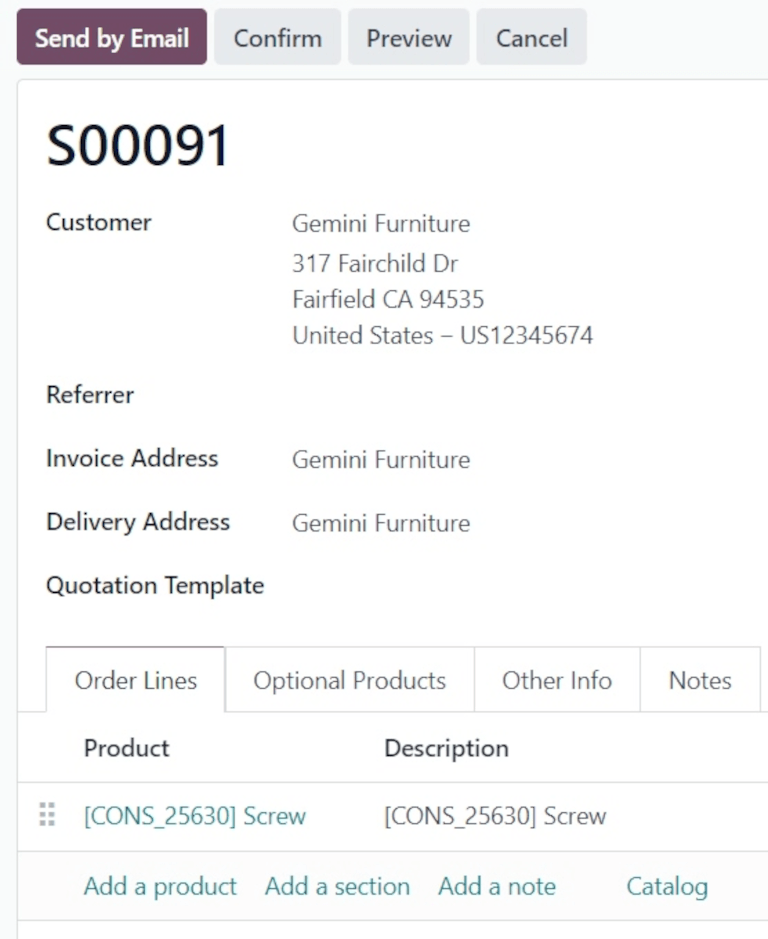 Send by Email Confirm Preview Cancel
S00091
Customer Gemini Furniture
317 Fairchild Dr
Fairfield CA 94535
United States – US12345674
Referrer
Invoice Address Gemini Furniture
Delivery Address Gemini Furniture
Quotation Template
Order Lines Optional Products Other Info Notes
Product Description
[CONS_25630] Screw [CONS_25630] Screw
Add a product Add a section Add a note Catalog